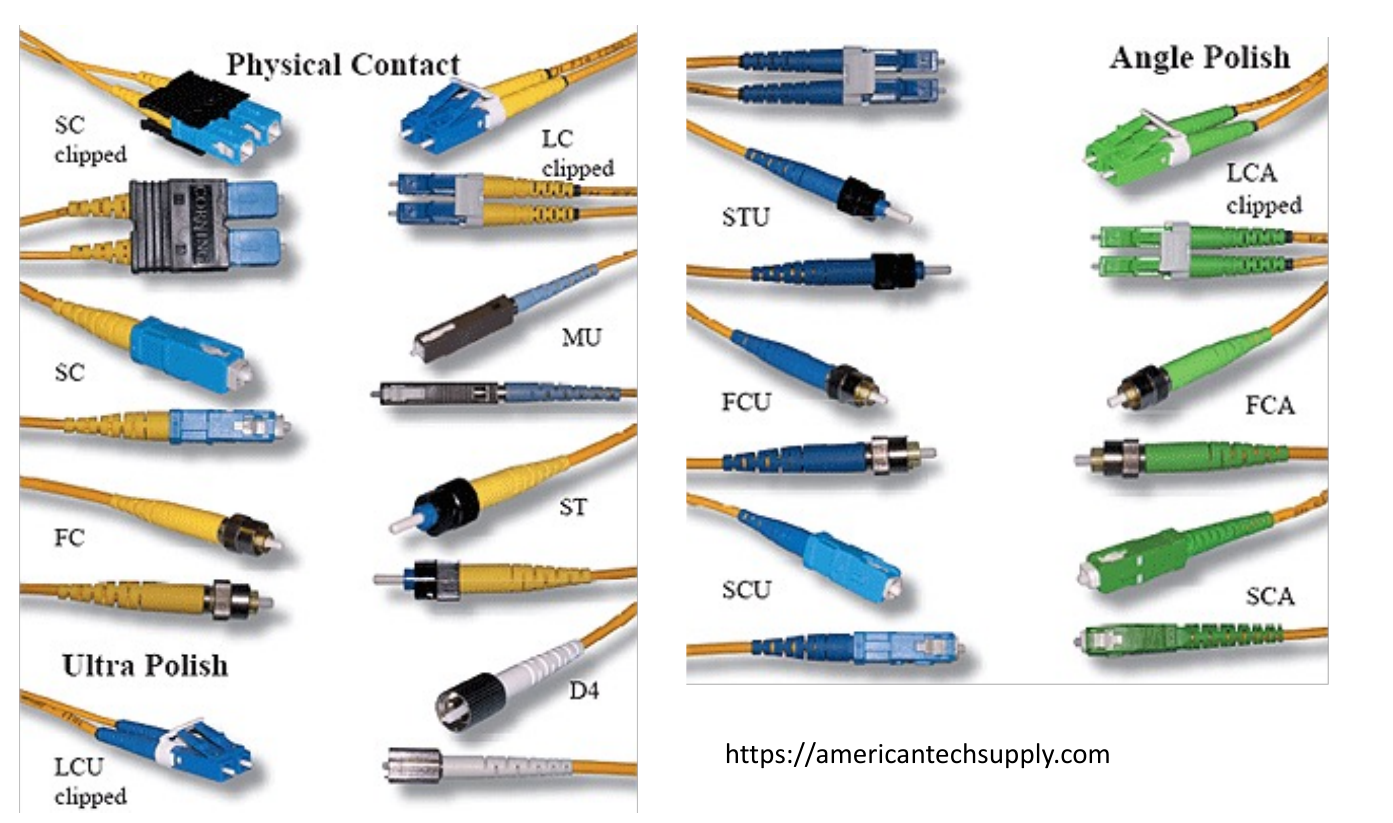 Physical Contact
SC
clipped
LC
clipped
CORNING
MU
SC
ST
FC
D4
Ultra Polish
LCU
clipped
Angle Polish
LCA
clipped
STU
FCU
FCA
SCU
SCA
https://americantechsupply.com